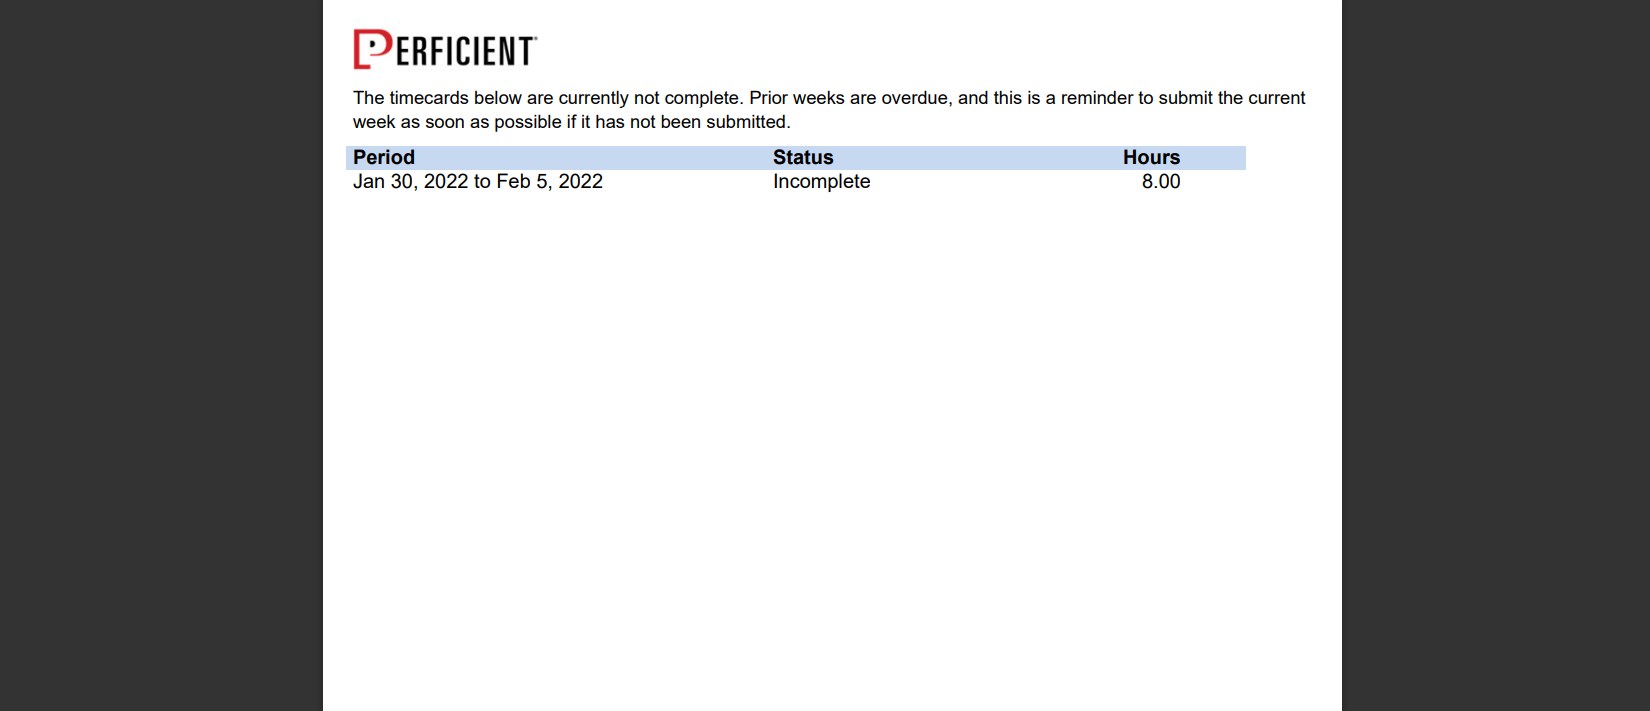 PERFICIENT
The timecards below are currently not complete. Prior weeks are overdue, and this is a reminder to submit the current
week as soon as possible if it has not been submitted.
Period Status Hours
Jan 30, 2022 to Feb 5, 2022 Incomplete 8.00